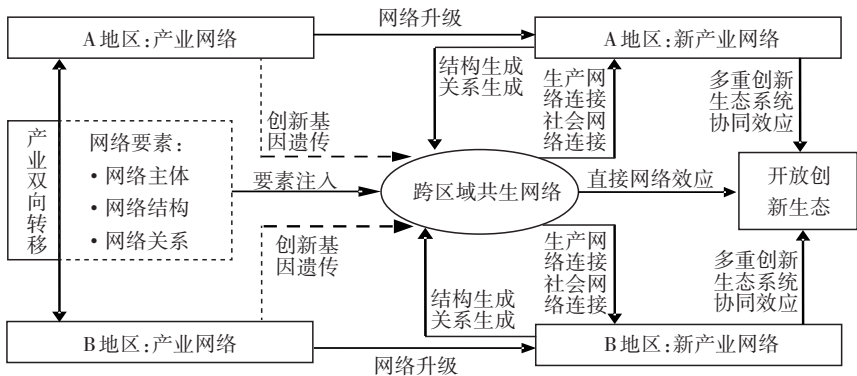 网络升级
A地区:产业网络
A地区:新产业网络
结构生成
关系生成
生产网
络连接
社会网
络连接
多重创新
生态系统
协同效应
创新基
因遗传
产业双向转移
网络要素:
·网络主体
·网络结构
·网络关系
要素注入
跨区域共生网络
直接网络效应
开放创
新生态
创新基
因遗传
生产网
络连接
社会网
络连接
多重创新
生态系统
协同效应
结构生成
关系生成
B地区:产业网络
B地区:新产业网络
网络升级